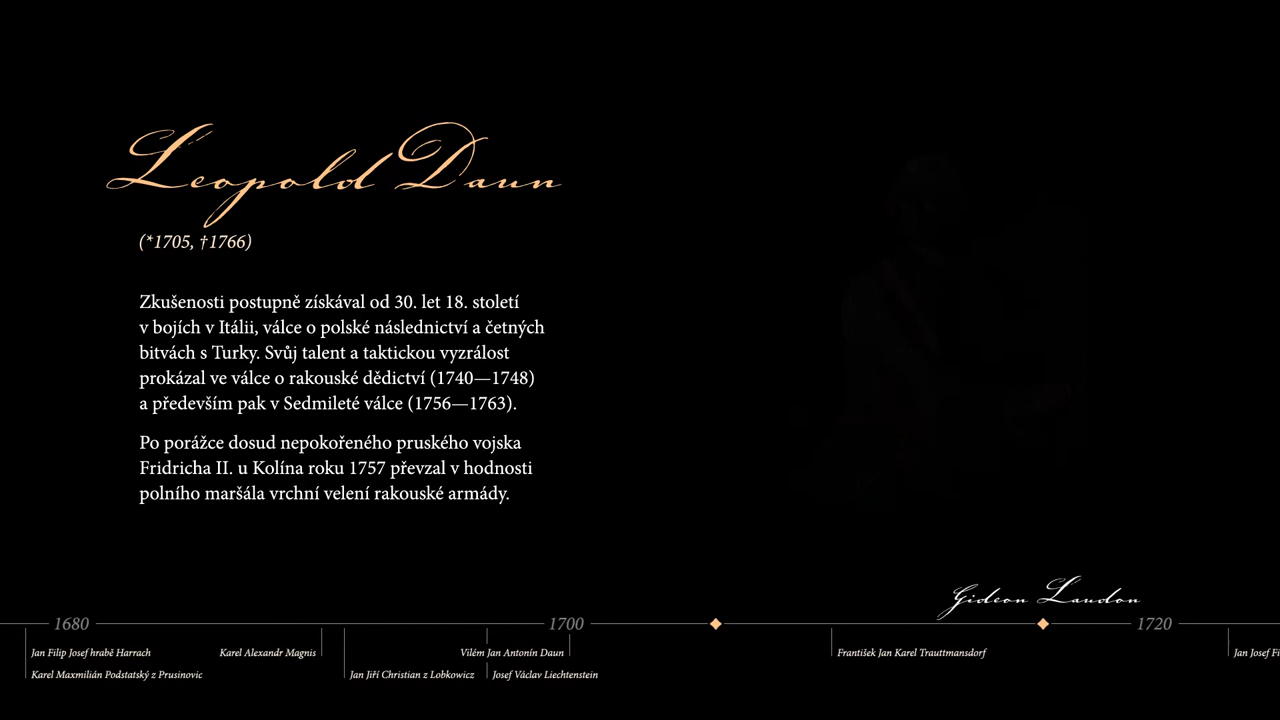 Leopold Daun
(*1705, †1766)
Zkušenosti postupně získával od 30. let 18. století
v bojích v Itálii, válce o polské následnictví a četných
bitvách s Turky. Svůj talent a taktickou vyzrálost
prokázal ve válce o rakouské dědictví (1740—1748)
a především pak v Sedmileté válce (1756—1763).
Po porážce dosud nepokořeného pruského vojska
Fridricha II. u Kolína roku 1757 převzal v hodnosti
polního maršála vrchní velení rakouské armády.
Gideon Laudon
1680 1700 1720
Jan Filip Josef hrabě Harrach Karel Alexandr Magnis Vilém Jan Antonín Daun František Jan Karel Trauttmansdorf Jan Josef Fi
Karel Maxmilián Podstatský z Prusinovic Jan Jiří Christian z Lobkowicz Josef Václav Liechtenstein